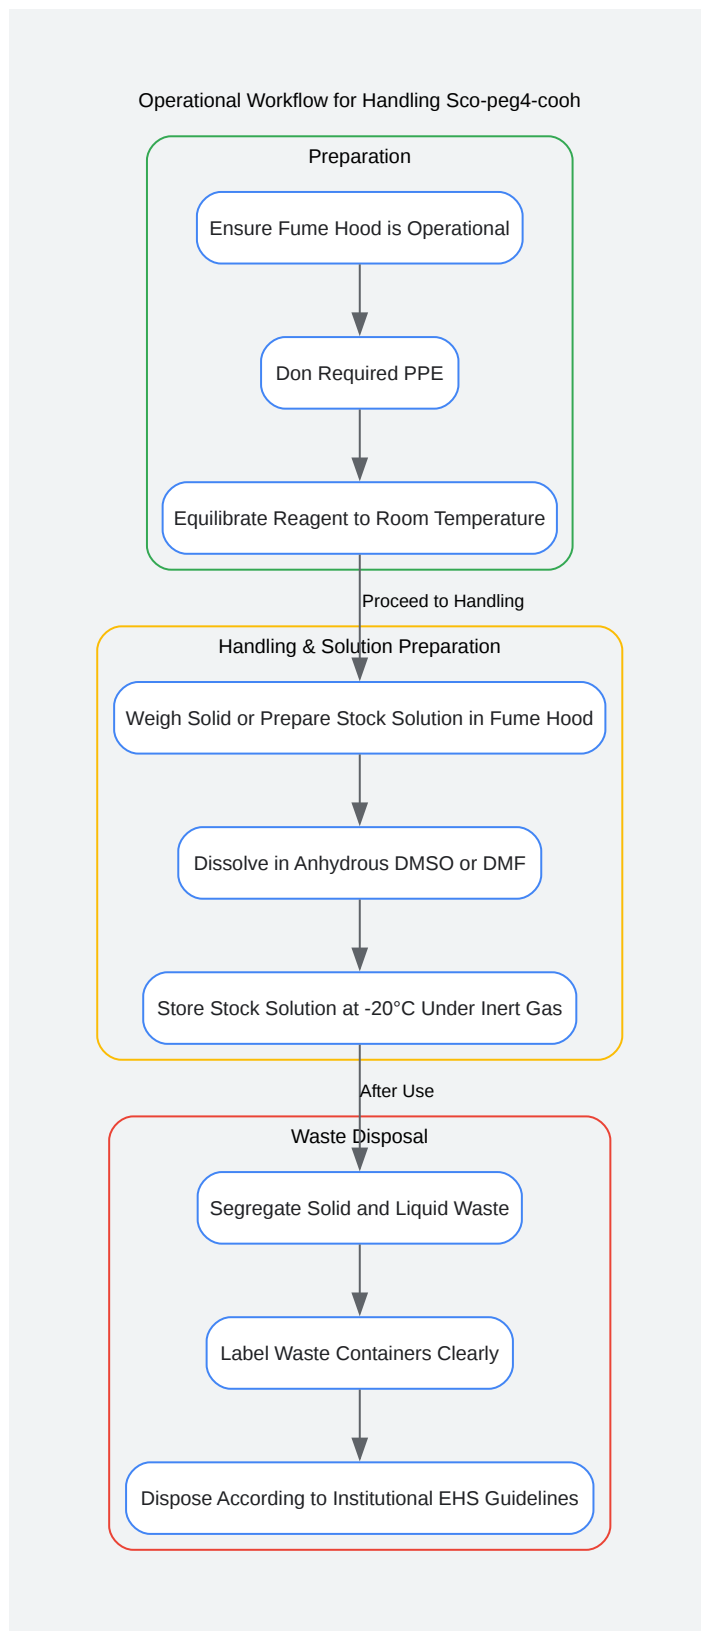 Operational Workflow for Handling Sco-peg4-cooh
Preparation
Ensure Fume Hood is Operational
Don Required PPE
Equilibrate Reagent to Room Temperature
Proceed to Handling
Handling & Solution Preparation
Weigh Solid or Prepare Stock Solution in Fume Hood
Dissolve in Anhydrous DMSO or DMF
Store Stock Solution at -20°C Under Inert Gas
After Use
Waste Disposal
Segregate Solid and Liquid Waste
Label Waste Containers Clearly
Dispose According to Institutional EHS Guidelines